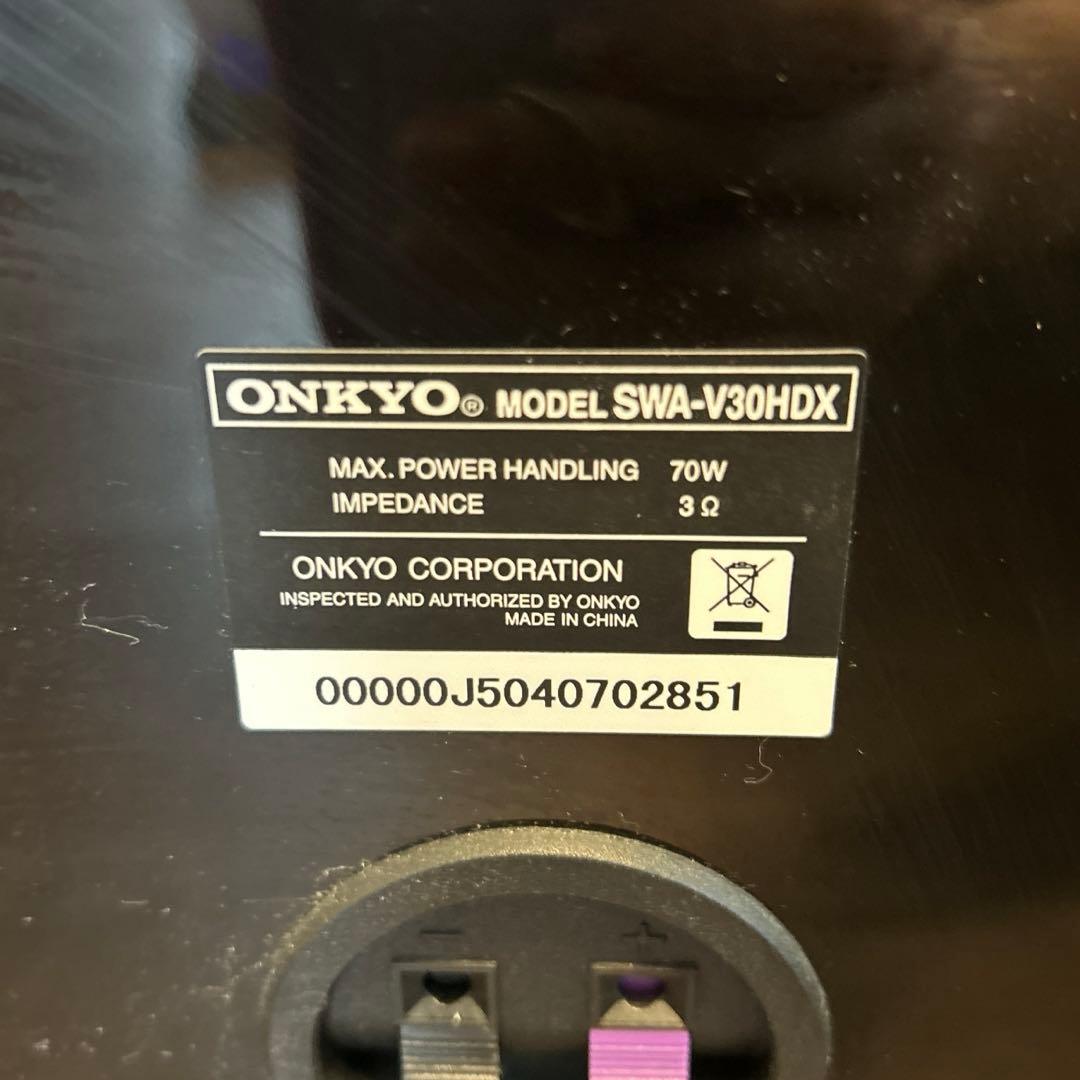 ONKYO® MODEL SWA-V30HDX
MAX. POWER HANDLING 70W
IMPEDANCE 3 Ω
ONKYO CORPORATION
INSPECTED AND AUTHORIZED BY ONKYO
MADE IN CHINA
00000J5040702851
− +